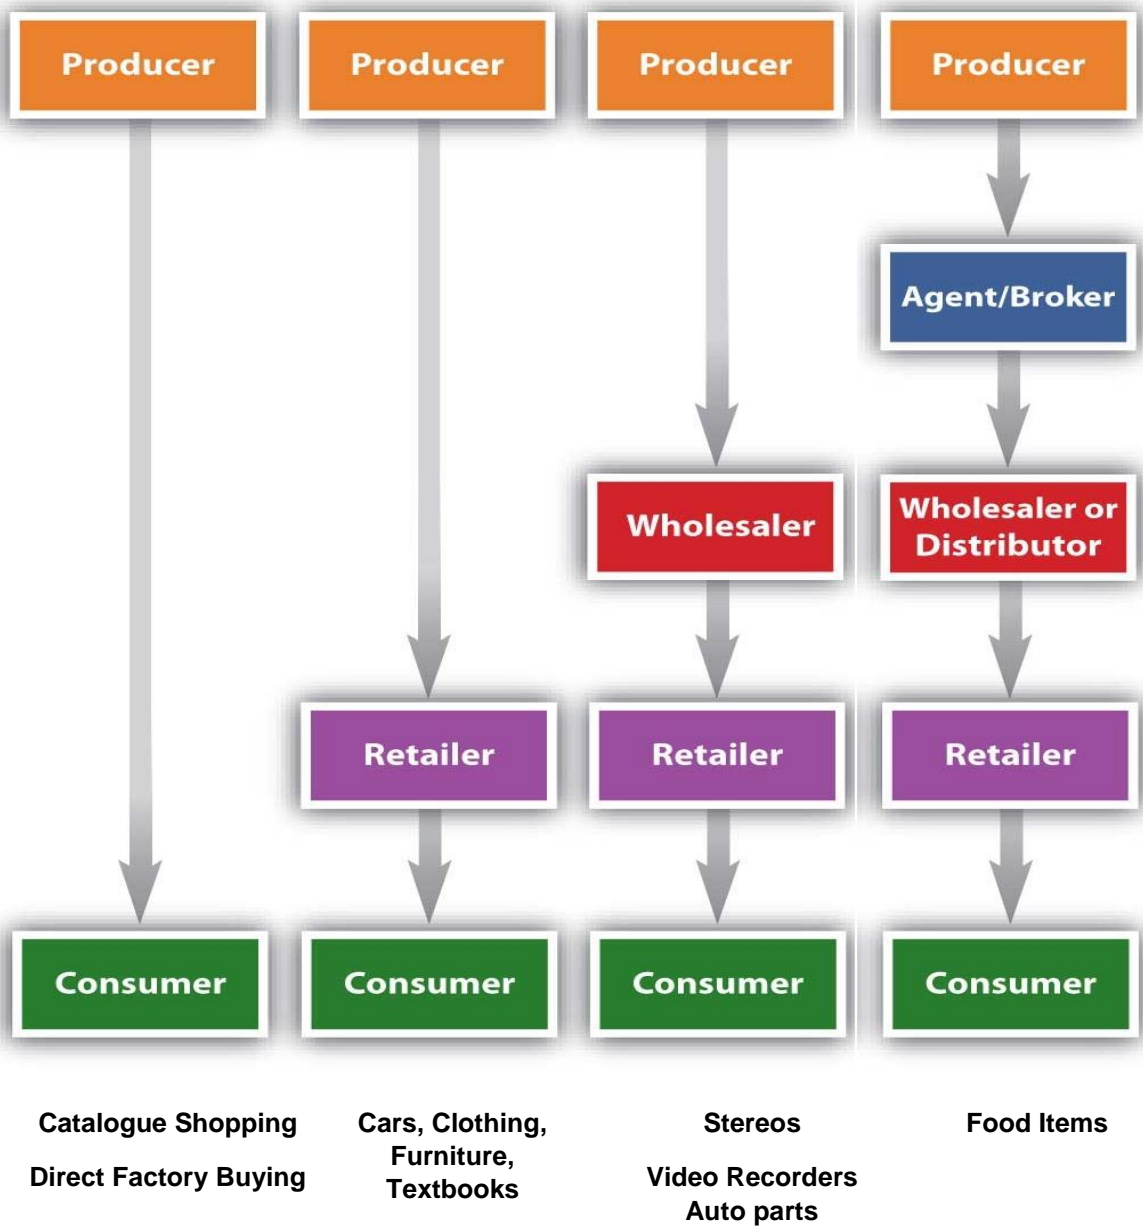 Producer
Producer
Producer
Producer
Agent/Broker
Wholesaler
Wholesaler or
Distributor
Retailer
Retailer
Retailer
Consumer
Consumer
Consumer
Consumer
Catalogue Shopping
Direct Factory Buying
Cars, Clothing,
Furniture,
Textbooks
Stereos
Video Recorders
Auto parts
Food Items